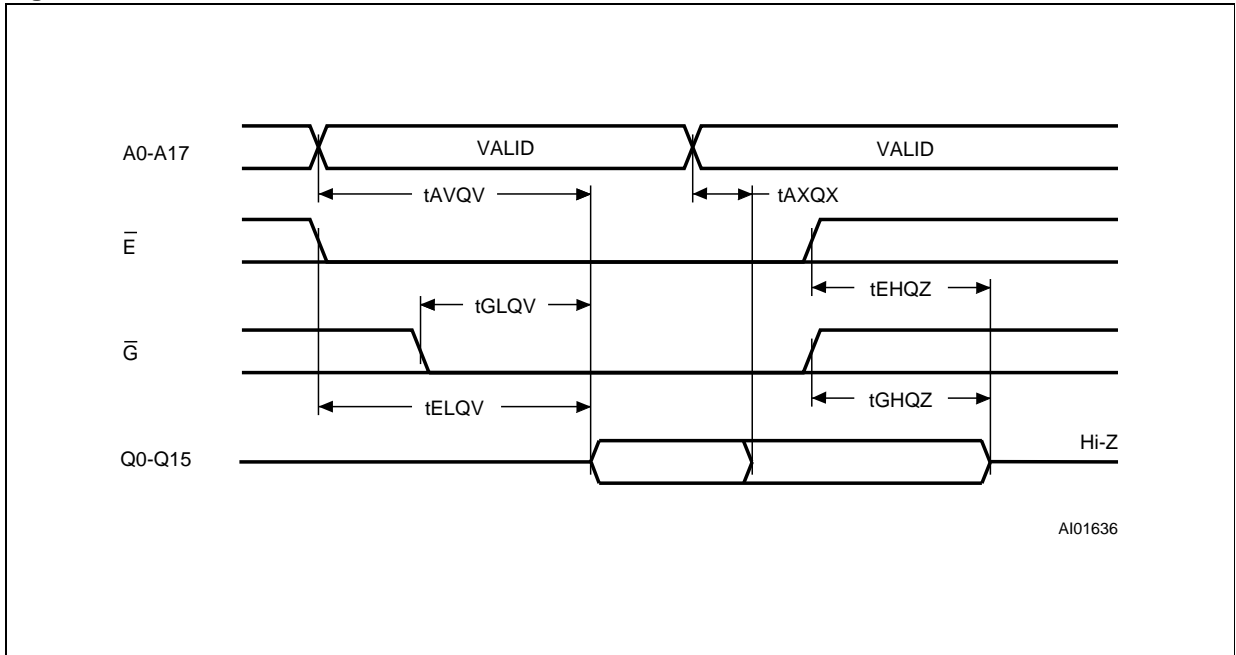 A0-A17
VALID
VALID
tAVQV
tAXQX
E̅
tEHQZ
tGLQV
G̅
tGHQZ
tELQV
Hi-Z
Q0-Q15
AI01636